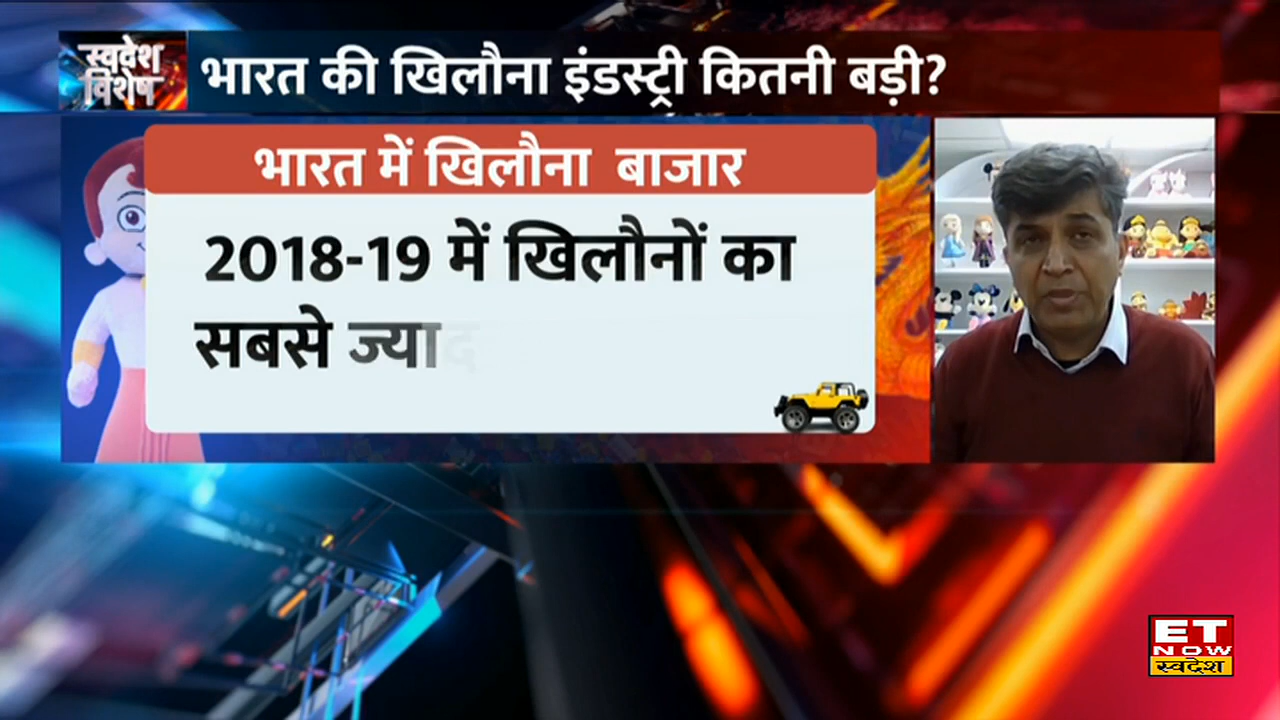 स्वदेश
विशेष
भारत की खिलौना इंडस्ट्री कितनी बड़ी?
भारत में खिलौना बाजार
2018-19 में खिलौनों का
सबसे ज्याद
ET
NOW
स्वदेश